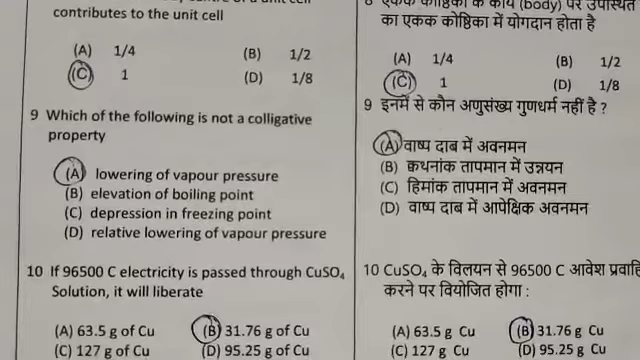 contributes to the unit cell
(A) 1/4 (B) 1/2
(C) 1 (D) 1/8
9 Which of the following is not a colligative
property
(A) lowering of vapour pressure
(B) elevation of boiling point
(C) depression in freezing point
(D) relative lowering of vapour pressure
10 If 96500 C electricity is passed through CuSO₄
Solution, it will liberate
(A) 63.5 g of Cu (B) 31.76 g of Cu
(C) 127 g of Cu (D) 95.25 g of Cu
8 एकक कोष्ठिका के काय (body) पर उपस्थित
का एकक कोष्ठिका में योगदान होता है
(A) 1/4 (B) 1/2
(C) 1 (D) 1/8
9 इनमें से कौन अणुसंख्य गुणधर्म नहीं है ?
(A) वाष्प दाब में अवनमन
(B) क्वथनांक तापमान में उन्नयन
(C) हिमांक तापमान में अवनमन
(D) वाष्प दाब में आपेक्षिक अवनमन
10 CuSO₄ के विलयन से 96500 C आवेश
करने पर वियोजित होगा :
(A) 63.5 g Cu (B) 31.76 g Cu
(C) 127 g Cu (D) 95.25 g Cu